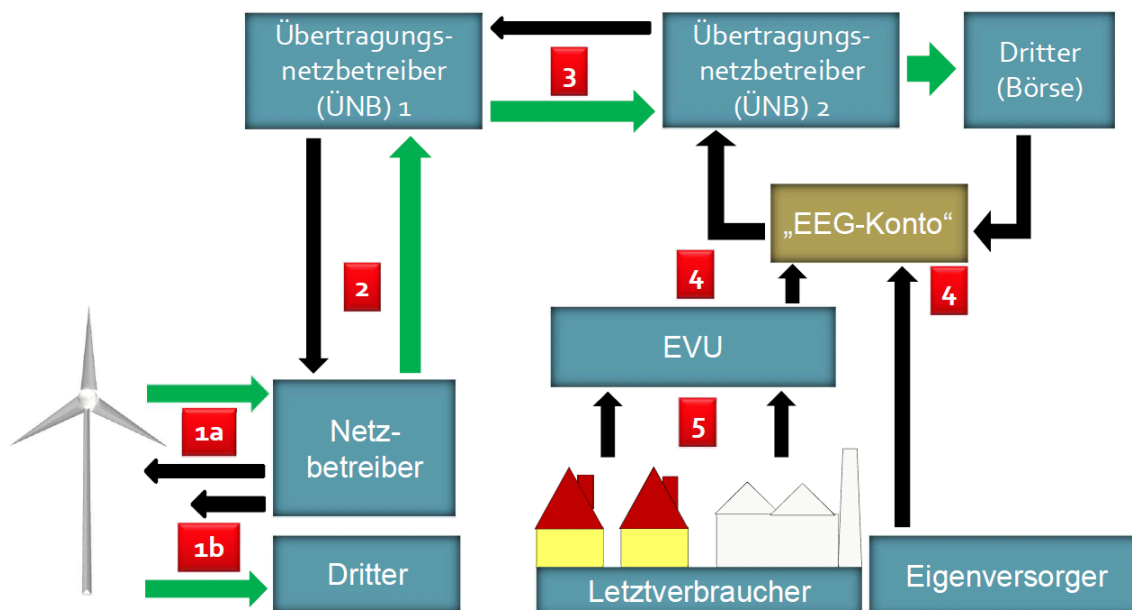 Übertragungs-
netzbetreiber
(ÜNB) 1
3
Übertragungs-
netzbetreiber
(ÜNB) 2
Dritter
(Börse)
„EEG-Konto“
2
4
4
EVU
1a
Netz-
betreiber
5
1b
Dritter
Letztverbraucher
Eigenversorger